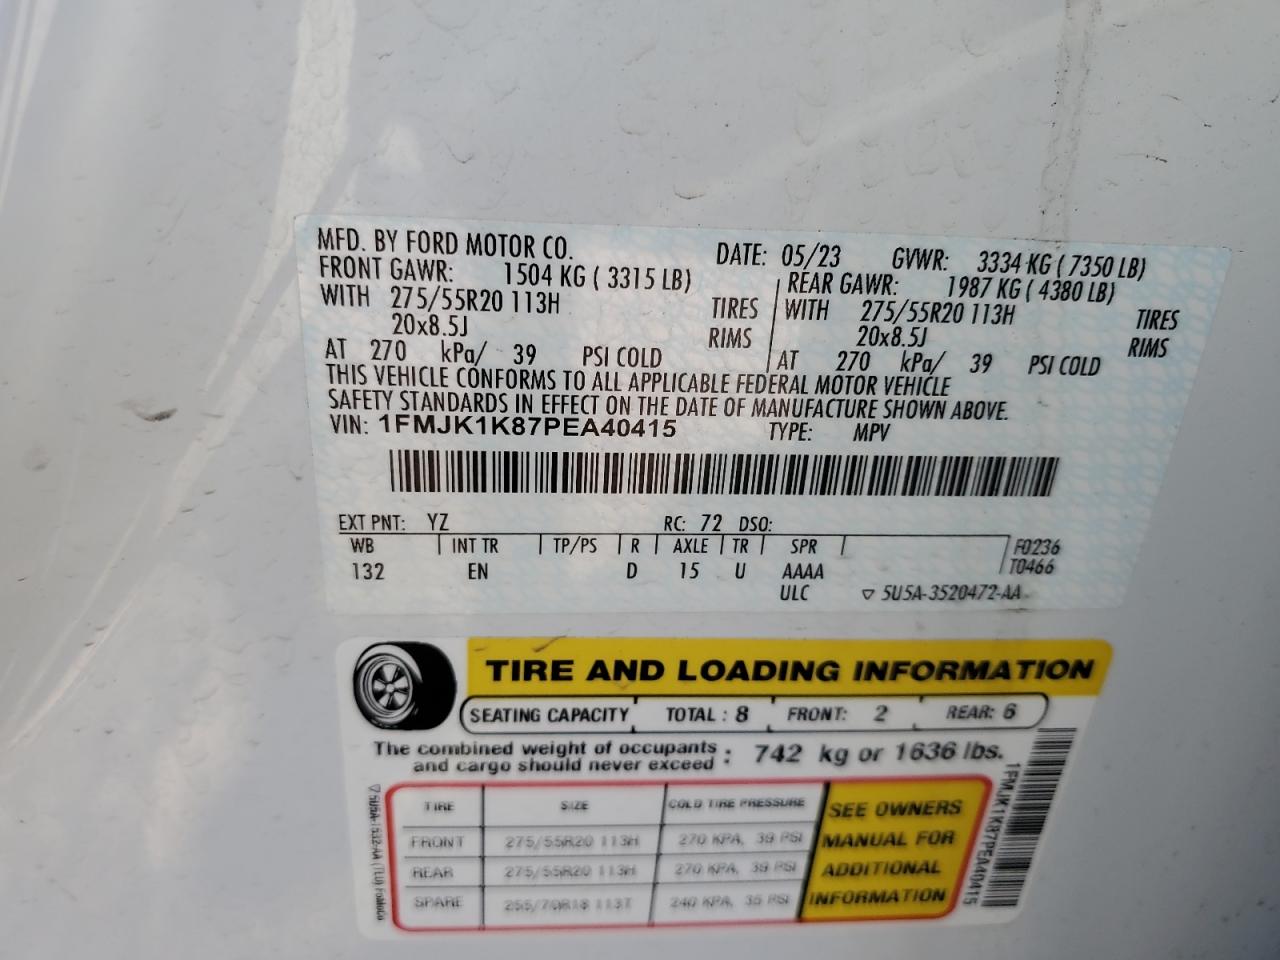 MFD. BY FORD MOTOR CO. DATE: 05/23 GVWR: 3334 KG ( 7350 LB)
FRONT GAWR: 1504 KG ( 3315 LB) REAR GAWR: 1987 KG ( 4380 LB)
WITH 275/55R20 113H TIRES WITH 275/55R20 113H TIRES
20x8.5J RIMS 20x8.5J RIMS
AT 270 kPa/ 39 PSI COLD AT 270 kPa/ 39 PSI COLD
THIS VEHICLE CONFORMS TO ALL APPLICABLE FEDERAL MOTOR VEHICLE
SAFETY STANDARDS IN EFFECT ON THE DATE OF MANUFACTURE SHOWN ABOVE.
VIN: 1FMJK1K87PEA40415 TYPE: MPV
EXT PNT: YZ RC: 72 DSO:
WB INT TR TP/PS R AXLE TR SPR F0236
132 EN D 15 U AAAA T0466
ULC ▽ 5U5A-3520472-AA
TIRE AND LOADING INFORMATION
SEATING CAPACITY TOTAL : 8 FRONT: 2 REAR: 6
The combined weight of occupants
and cargo should never exceed : 742 kg or 1636 lbs.
TIRE SIZE COLD TIRE PRESSURE
FRONT 275/55R20 113H 270 KPA, 39 PSI
REAR 275/55R20 113H 270 KPA, 39 PSI
SPARE 255/70R18 113T 240 KPA, 35 PSI
SEE OWNERS
MANUAL FOR
ADDITIONAL
INFORMATION
1FMJK1K87PEA40415